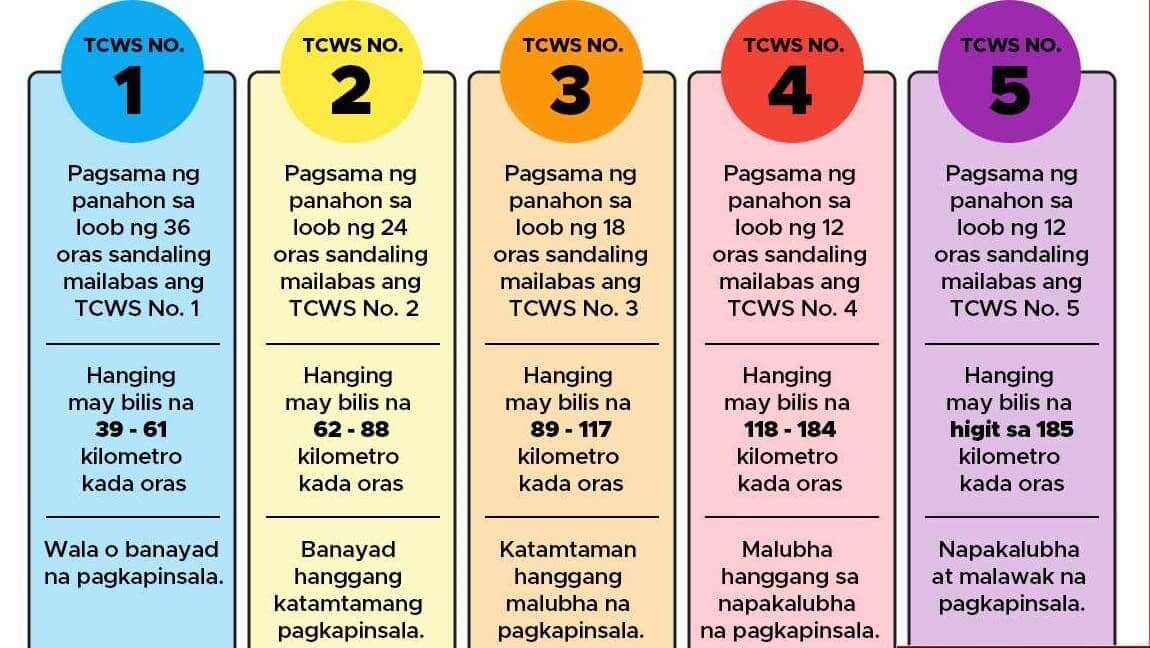 TCWS NO.
1
Pagsama ng
panahon sa
loob ng 36
oras sandaling
mailabas ang
TCWS No. 1
Hanging
may bilis na
39 - 61
kilometro
kada oras
Wala o banayad
na pagkapinsala.
TCWS NO.
2
Pagsama ng
panahon sa
loob ng 24
oras sandaling
mailabas ang
TCWS No. 2
Hanging
may bilis na
62 - 88
kilometro
kada oras
Banayad
hanggang
katamtamang
pagkapinsala.
TCWS NO.
3
Pagsama ng
panahon sa
loob ng 18
oras sandaling
mailabas ang
TCWS No. 3
Hanging
may bilis na
89 - 117
kilometro
kada oras
Katamtaman
hanggang
malubha na
pagkapinsala.
TCWS NO.
4
Pagsama ng
panahon sa
loob ng 12
oras sandaling
mailabas ang
TCWS No. 4
Hanging
may bilis na
118 - 184
kilometro
kada oras
Malubha
hanggang sa
napakalubha
na pagkapinsala.
TCWS NO.
5
Pagsama ng
panahon sa
loob ng 12
oras sandaling
mailabas ang
TCWS No. 5
Hanging
may bilis na
higit sa 185
kilometro
kada oras
Napakalubha
at malawak na
pagkapinsala.